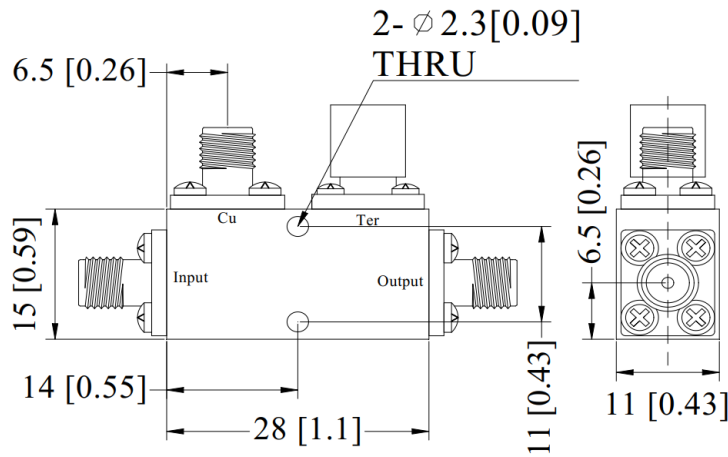 2- ∅ 2.3[0.09]
THRU
6.5 [0.26]
Cu
Ter
Input
Output
15 [0.59]
14 [0.55]
28 [1.1]
11 [0.43]
6.5 [0.26]
11 [0.43]